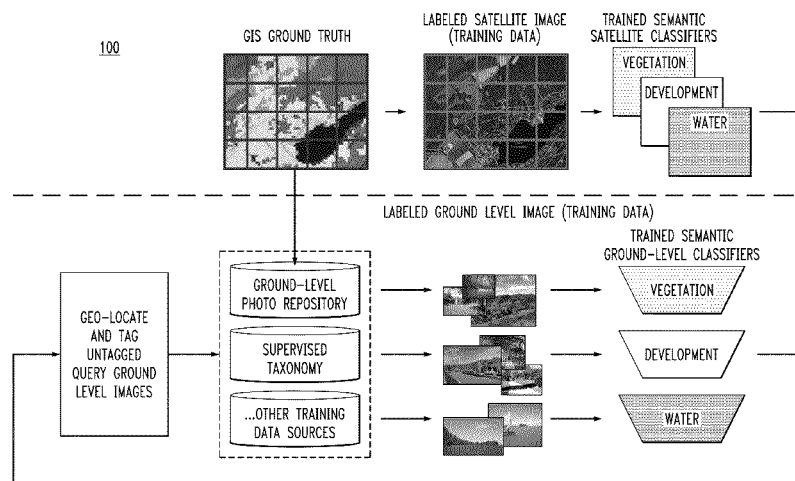 100
GIS GROUND TRUTH
LABELED SATELLITE IMAGE
(TRAINING DATA)
TRAINED SEMANTIC
SATELLITE CLASSIFIERS
VEGETATION
DEVELOPMENT
WATER
LABELED GROUND LEVEL IMAGE (TRAINING DATA)
GEO-LOCATE
AND TAG
UNTAGGED
QUERY GROUND
LEVEL IMAGES
GROUND-LEVEL
PHOTO REPOSITORY
SUPERVISED
TAXONOMY
...OTHER TRAINING
DATA SOURCES
TRAINED SEMANTIC
GROUND-LEVEL CLASSIFIERS
VEGETATION
DEVELOPMENT
WATER